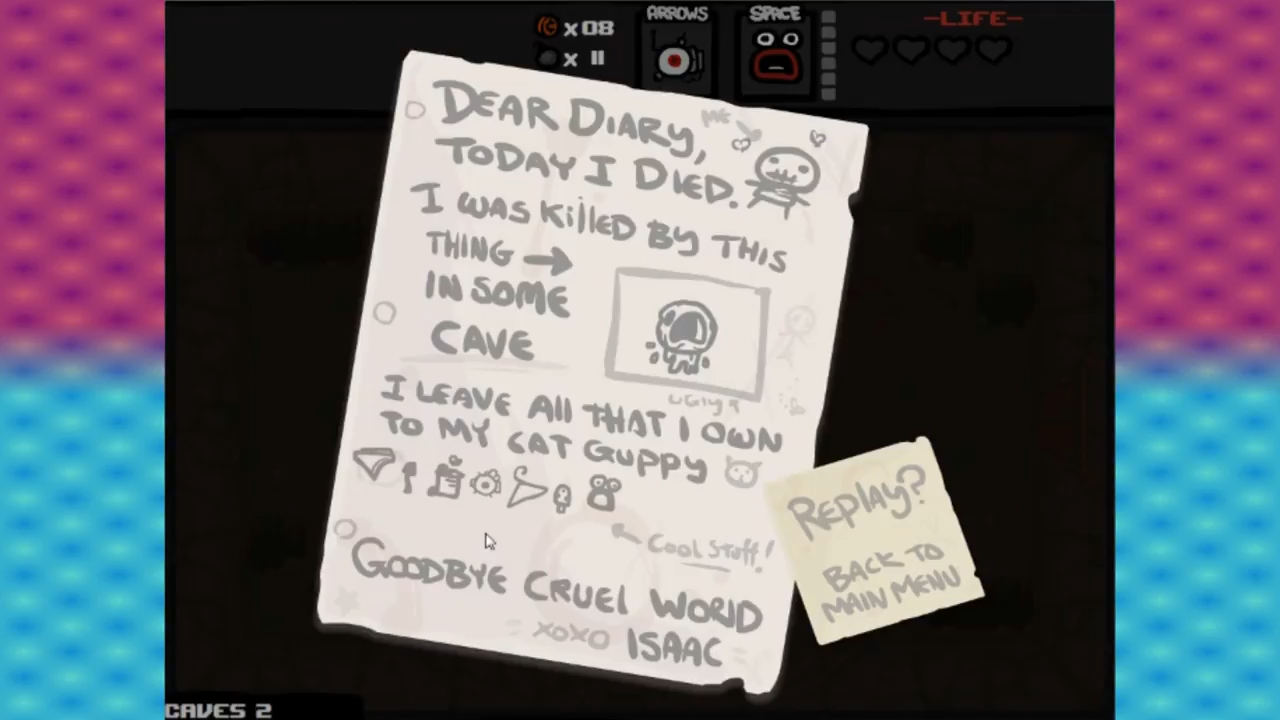 x 08
x 11
ARROWS
SPACE
-LIFE-
DEAR DIARY,
ME
TODAY I DIED.
I WAS KillED BY THIS
THING →
IN SOME
CAVE
UGLY
I LEAVE All THAT I OWN
TO MY CAT GUPPY
COOL STUFF!
GOODBYE CRUEL WORLD
XOXO ISAAC
REPLAY?
BACK TO
MAIN MENU
CAVES 2